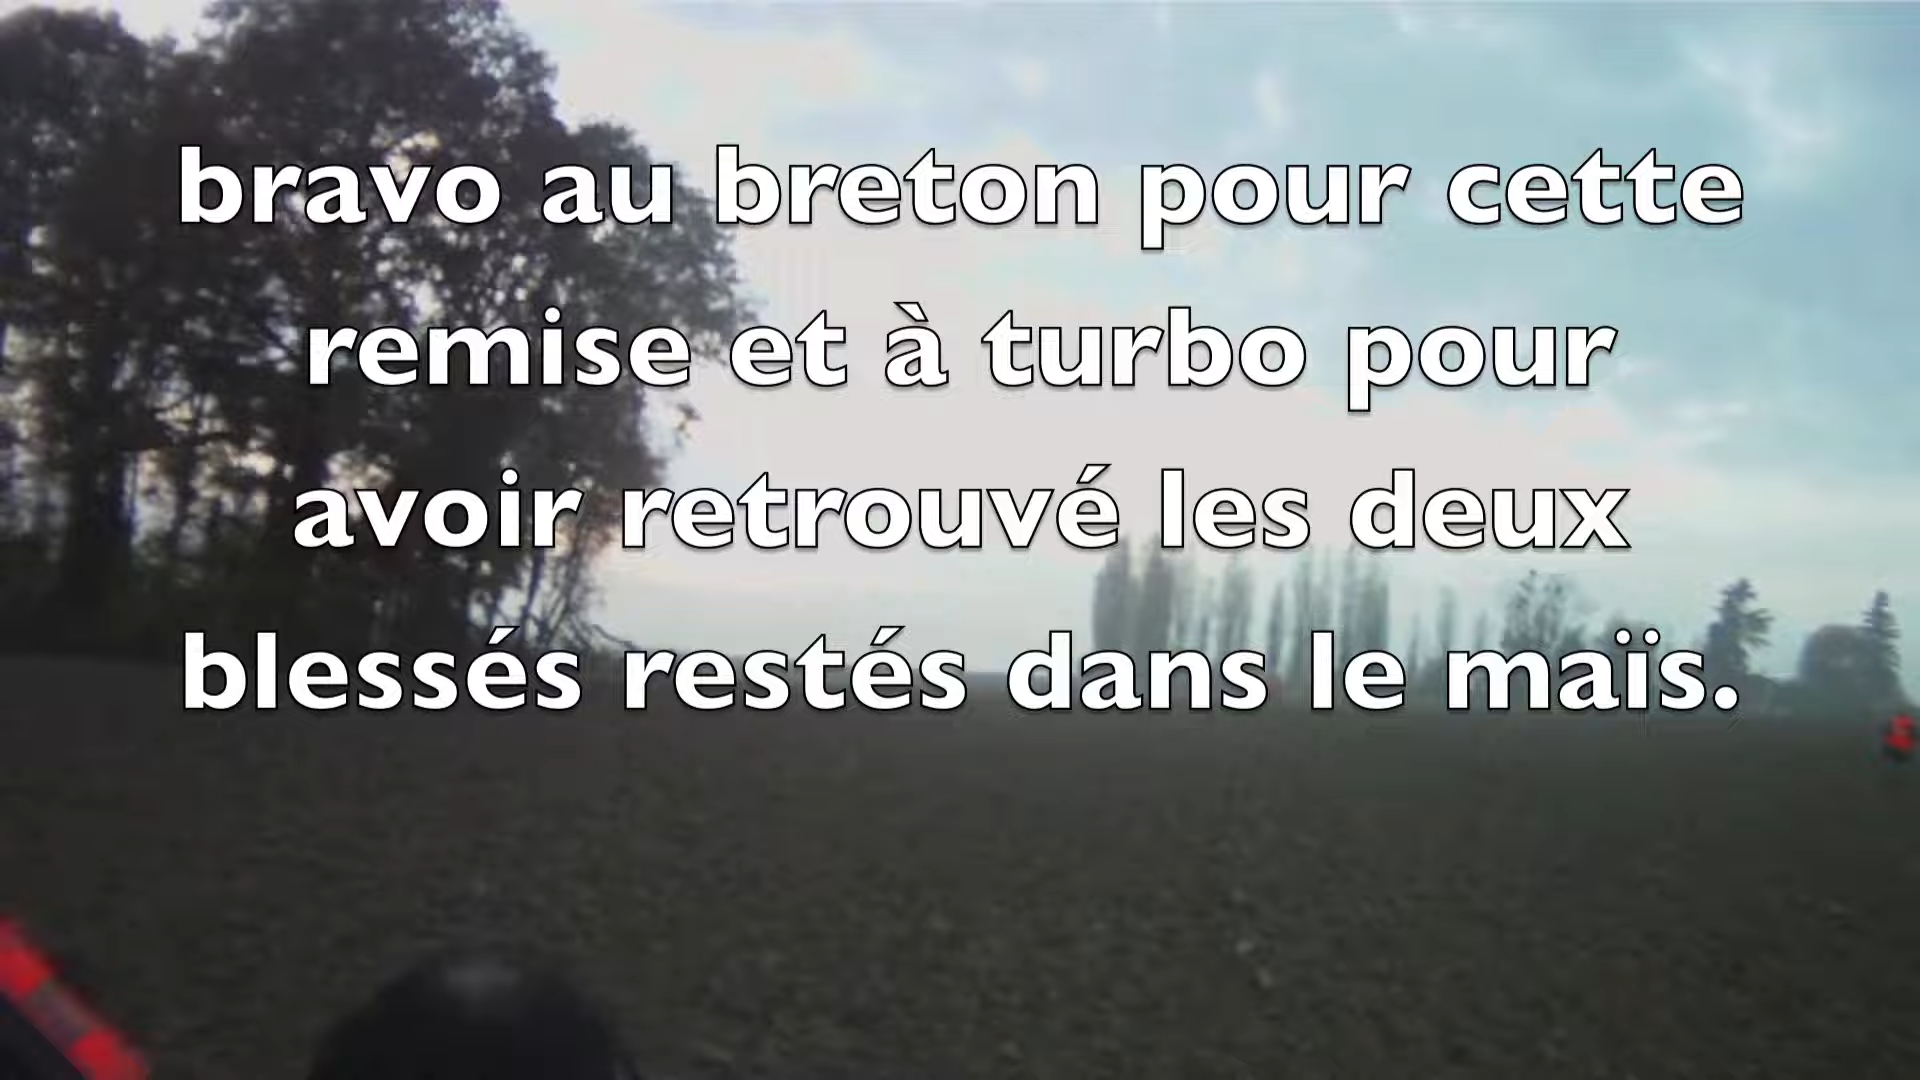 bravo au breton pour cette
remise et à turbo pour
avoir retrouvé les deux
blessés restés dans le maïs.